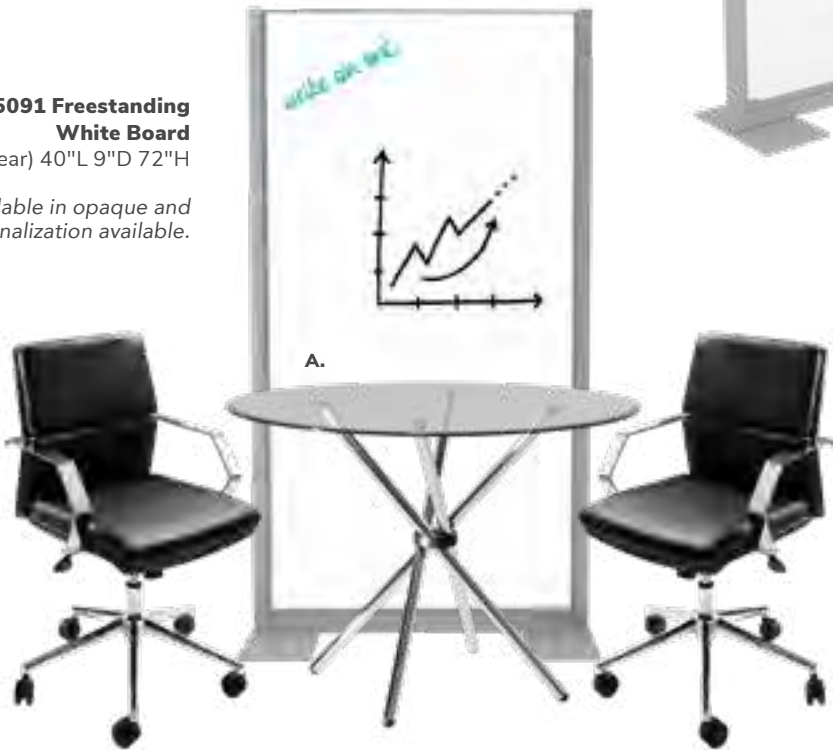 5091 Freestanding
White Board
ear) 40"L 9"D 72"H
lable in opaque and
nalization available.
write on me.
A.